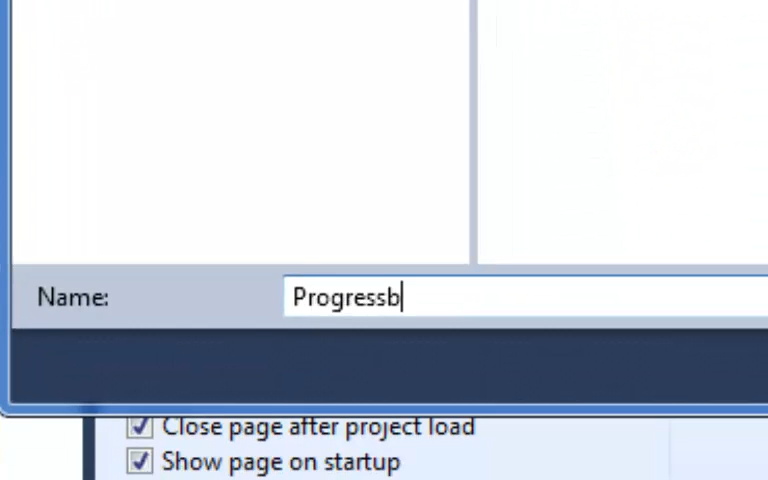 Name:
Progressb
Close page after project load
Show page on startup